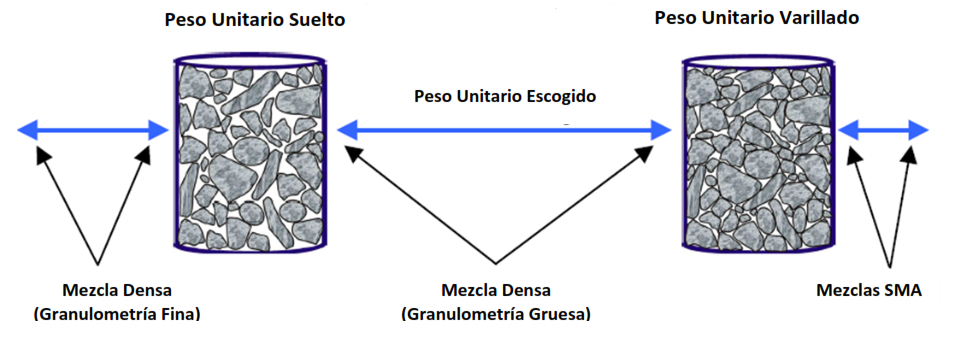 Peso Unitario Suelto
Peso Unitario Varillado
Peso Unitario Escogido
Mezcla Densa
(Granulometría Fina)
Mezcla Densa
(Granulometría Gruesa)
Mezclas SMA